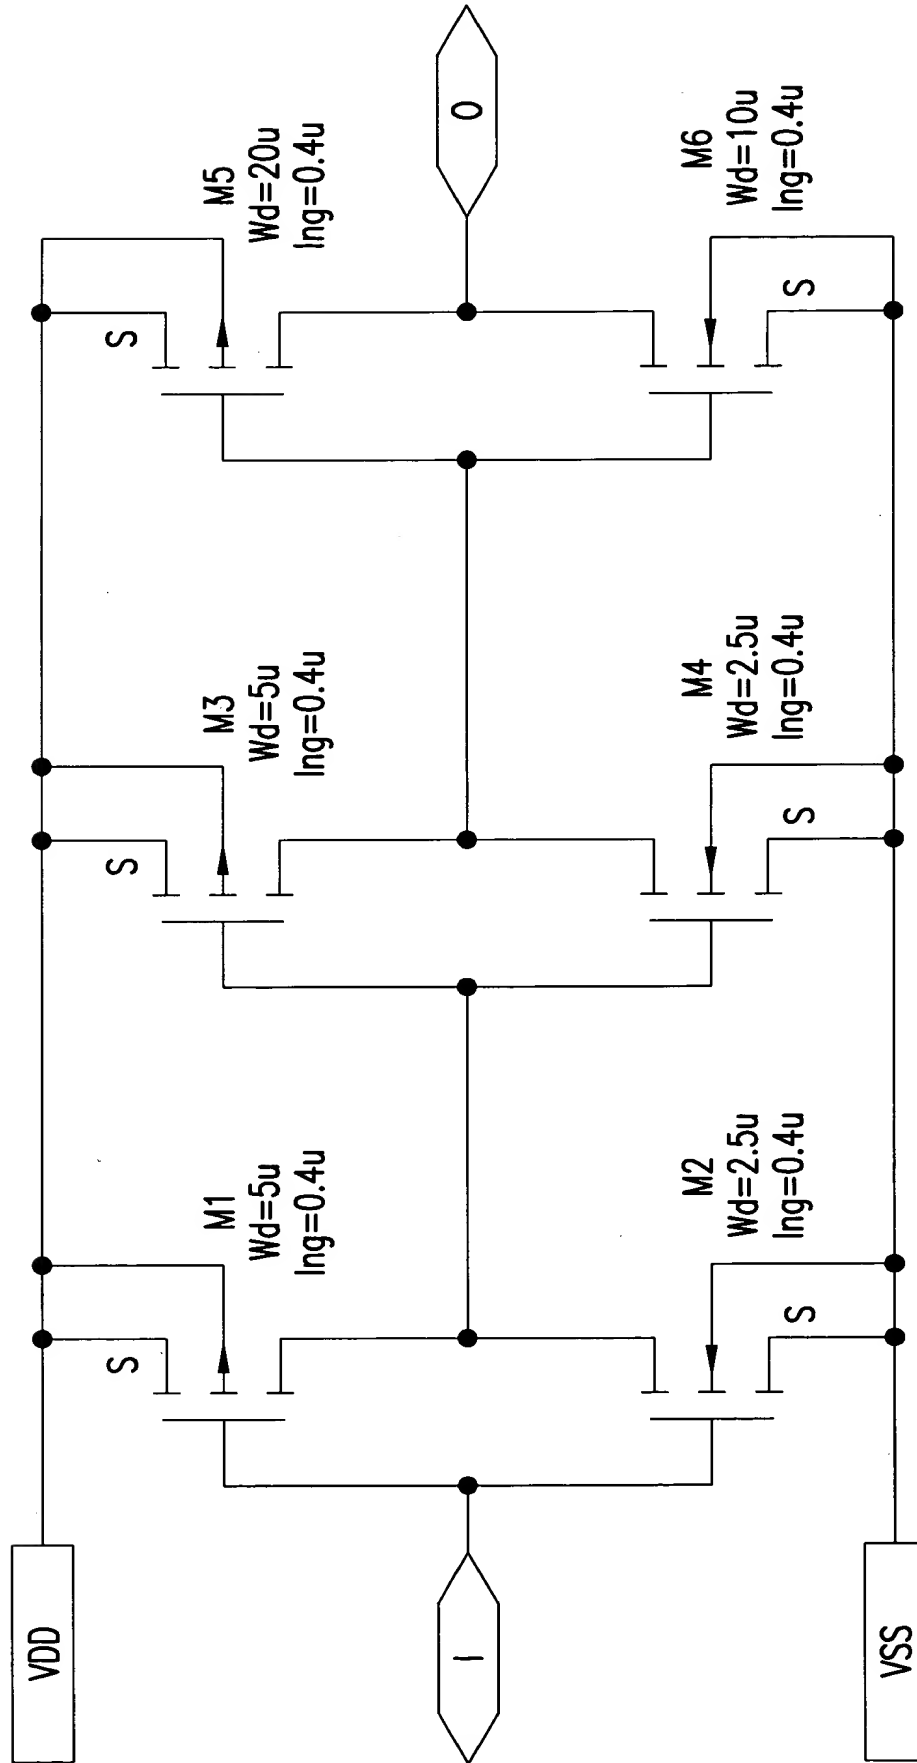 VDD
S
M1
Wd=5u
lng=0.4u
S
M3
Wd=5u
lng=0.4u
S
M5
Wd=20u
lng=0.4u
I
O
M2
Wd=2.5u
lng=0.4u
S
M4
Wd=2.5u
lng=0.4u
S
M6
Wd=10u
lng=0.4u
S
VSS